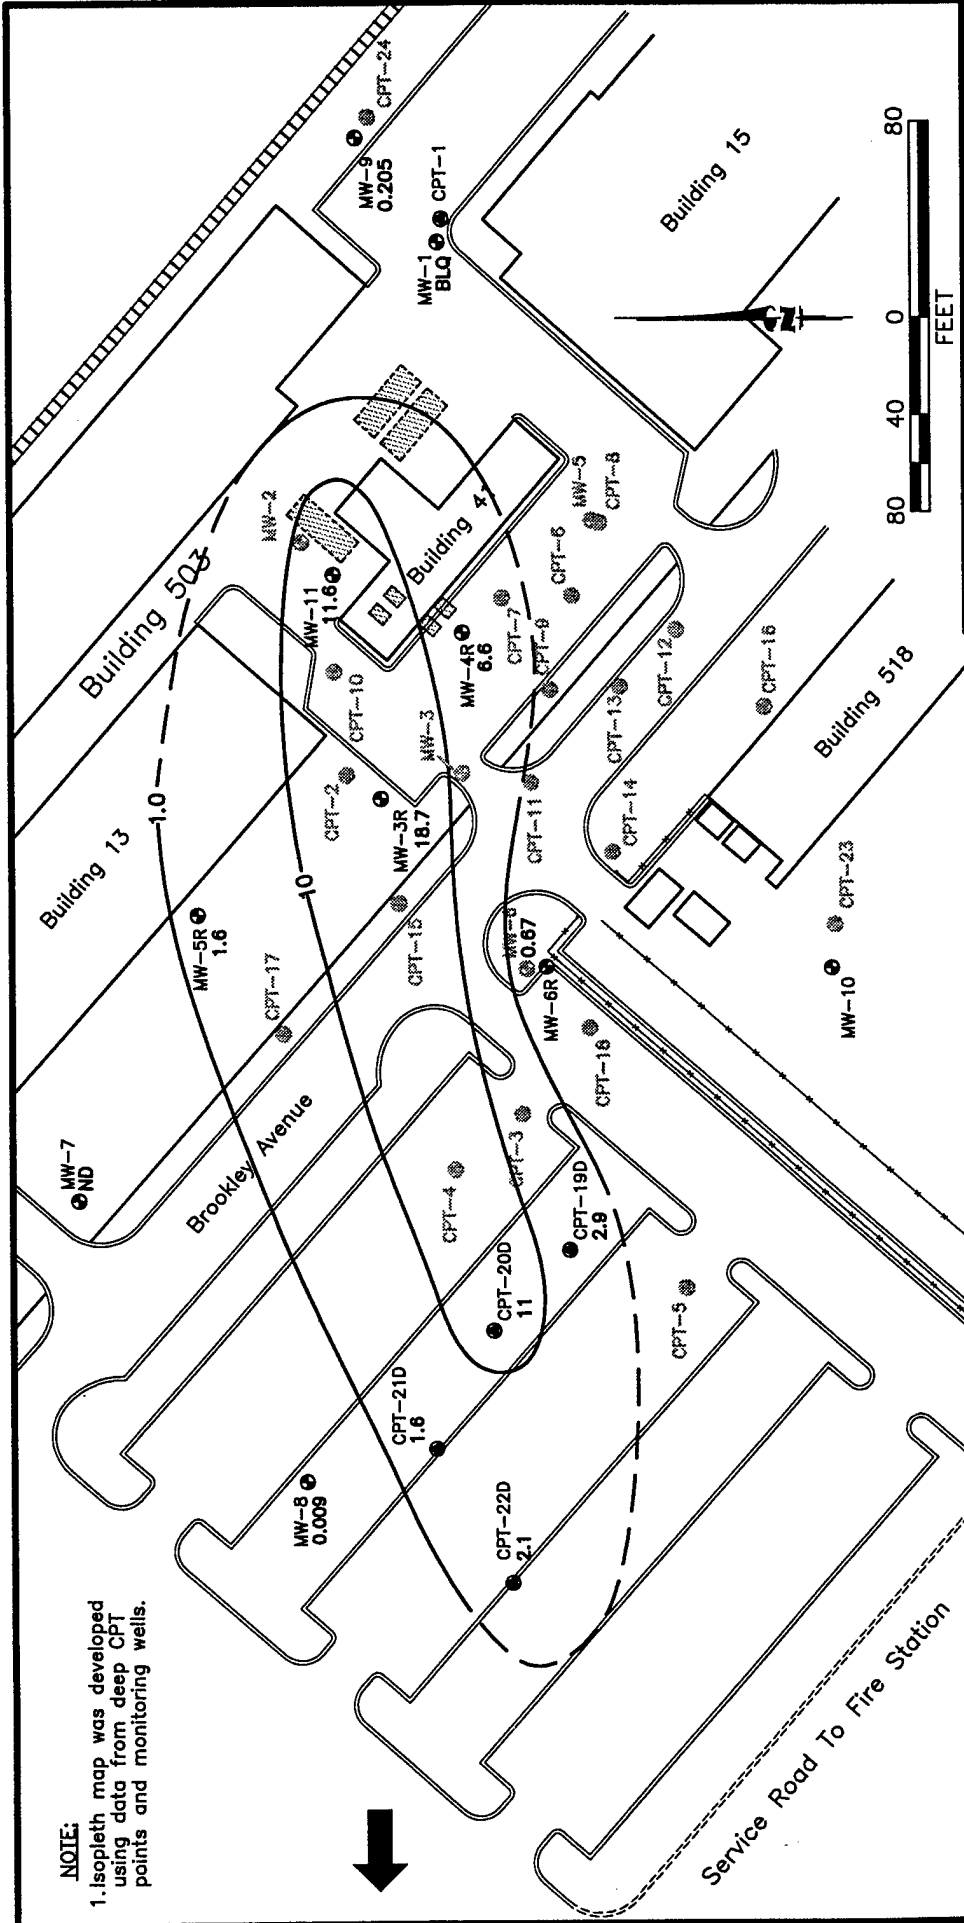 NOTE:
1. Isopleth map was developed
using data from deep CPT
points and monitoring wells.
MW-7
ND
Building 13
Building 503
1.0
MW-5R
1.6
CPT-17
Brookley Avenue
MW-8
0.009
CPT-21D
1.6
CPT-22D
2.1
CPT-20D
11
CPT-4
CPT-3
CPT-19D
2.9
CPT-5
CPT-18
10
CPT-15
CPT-2
MW-3R
18.7
MW-3
CPT-10
MW-11
11.6
MW-2
MW-4R
6.6
Building
CPT-7
CPT-9
CPT-6
MW-5
CPT-8
CPT-11
0.67
MW-6R
CPT-14
CPT-13
CPT-12
CPT-16
Building 518
CPT-23
MW-10
MW-9
0.205
CPT-24
MW-1
BLQ
CPT-1
Building 15
N
Service Road To Fire Station
80 40 0 80
FEET